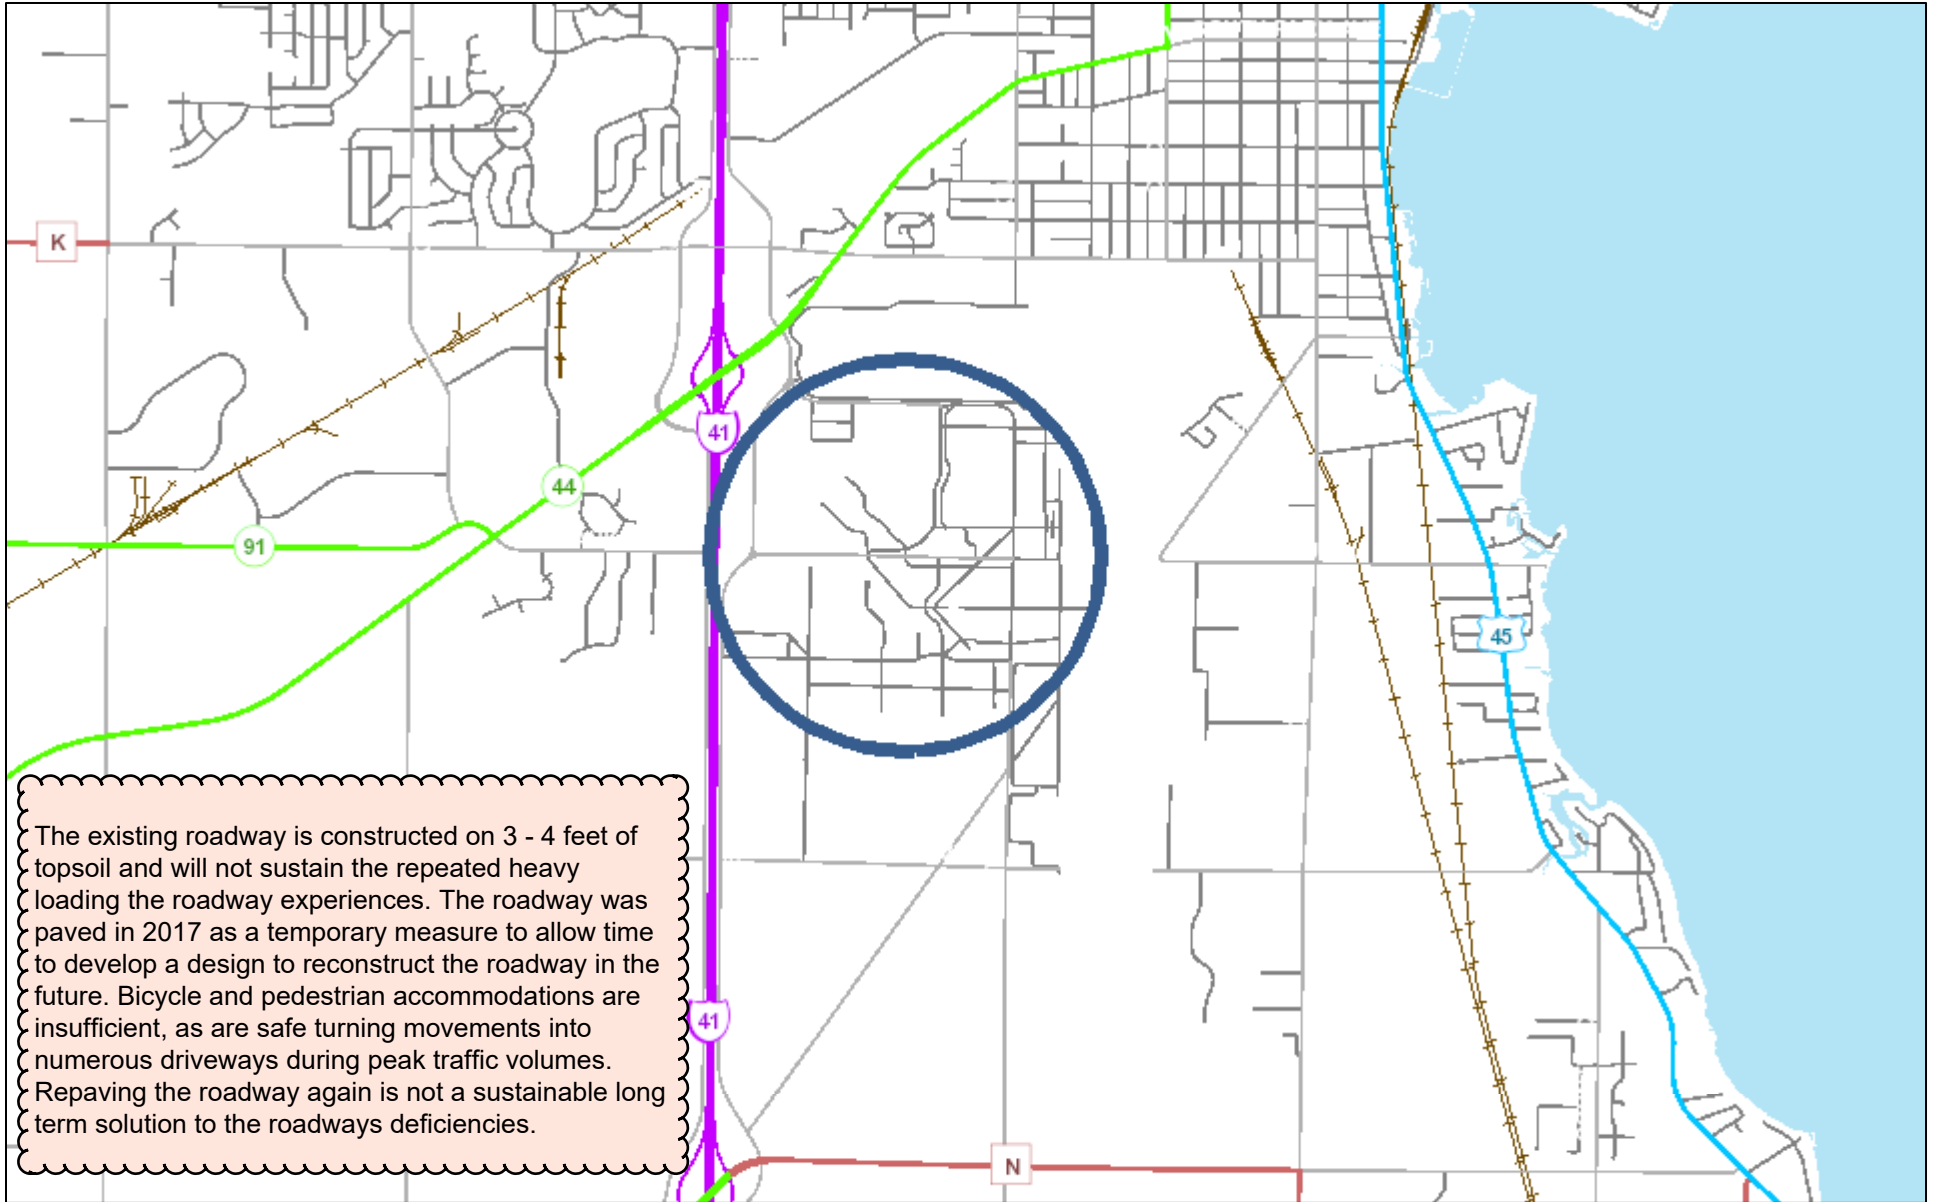 K
41
44
91
45
The existing roadway is constructed on 3 - 4 feet of
topsoil and will not sustain the repeated heavy
loading the roadway experiences. The roadway was
paved in 2017 as a temporary measure to allow time
to develop a design to reconstruct the roadway in the
future. Bicycle and pedestrian accommodations are
insufficient, as are safe turning movements into
numerous driveways during peak traffic volumes.
Repaving the roadway again is not a sustainable long
term solution to the roadways deficiencies.
41
N